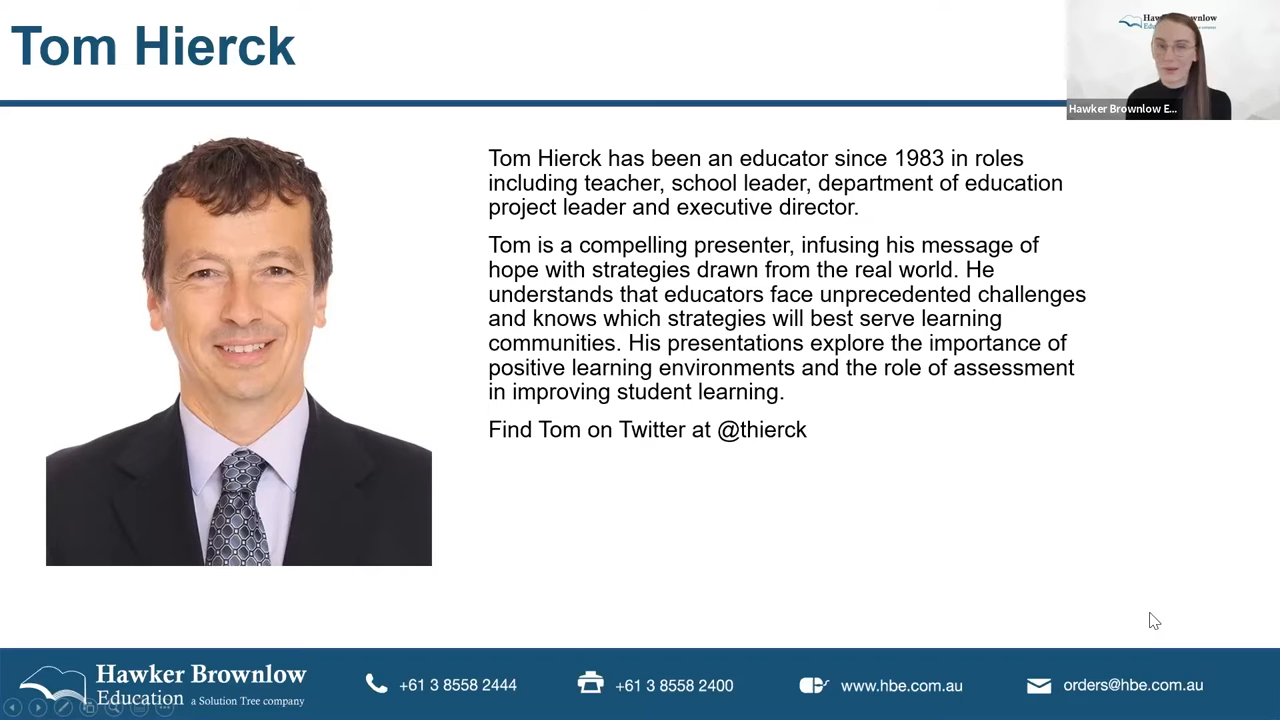 Tom Hierck
Hawker Brownlow E...
Tom Hierck has been an educator since 1983 in roles
including teacher, school leader, department of education
project leader and executive director.
Tom is a compelling presenter, infusing his message of
hope with strategies drawn from the real world. He
understands that educators face unprecedented challenges
and knows which strategies will best serve learning
communities. His presentations explore the importance of
positive learning environments and the role of assessment
in improving student learning.
Find Tom on Twitter at @thierck
Hawker Brownlow
Education a Solution Tree company
+61 3 8558 2444
+61 3 8558 2400
www.hbe.com.au
orders@hbe.com.au